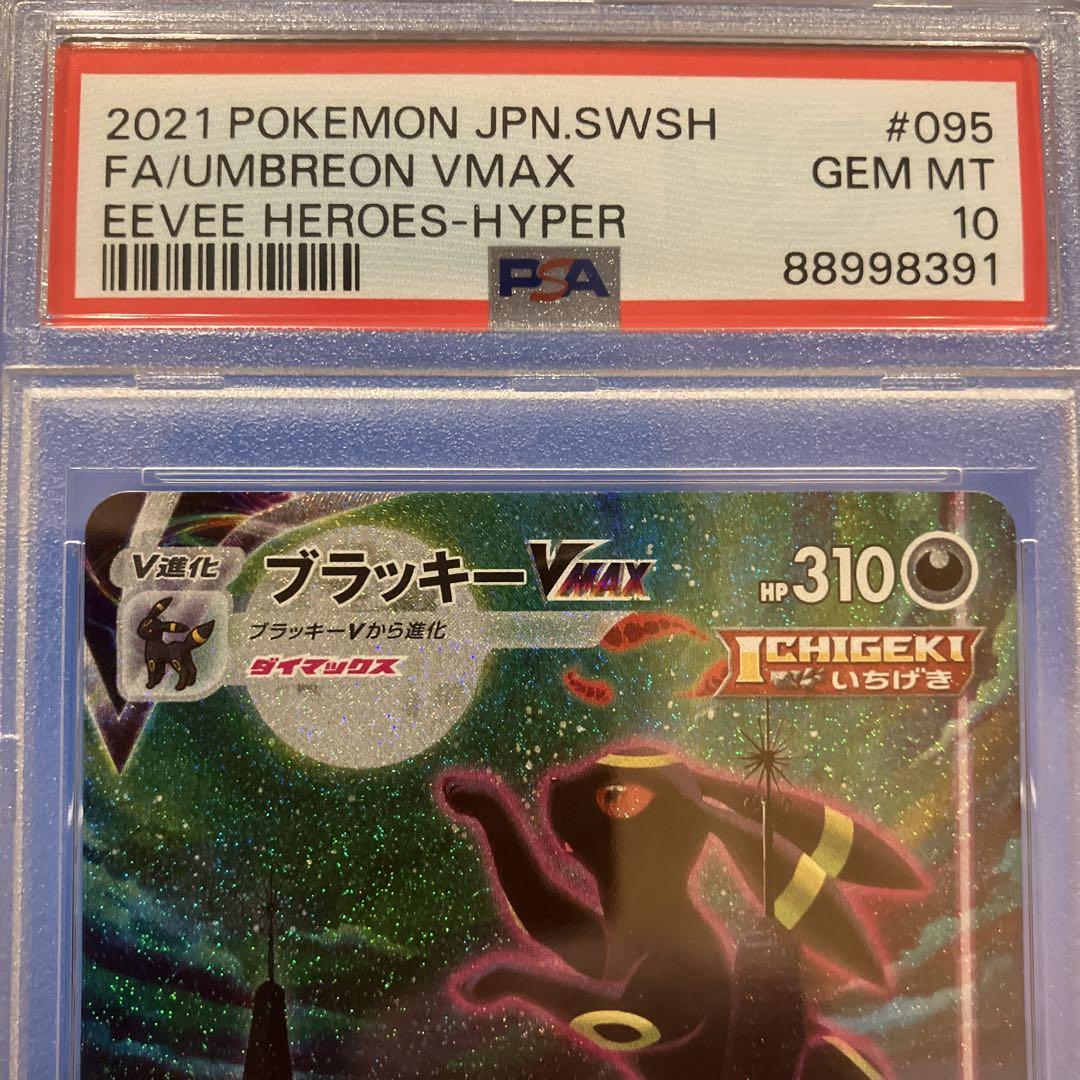 2021 POKEMON JPN.SWSH #095
FA/UMBREON VMAX GEM MT
EEVEE HEROES-HYPER 10
PSA 88998391
V進化 ブラッキーVMAX HP310
ブラッキーVから進化
ダイマックス
ICHIGEKI
いちげき